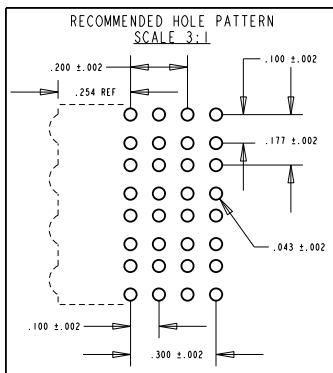 RECOMMENDED HOLE PATTERN
SCALE 3:1
.200 ±.002
.100 ±.002
.254 REF
.177 ±.002
.043 ±.002
.100 ±.002
.300 ±.002